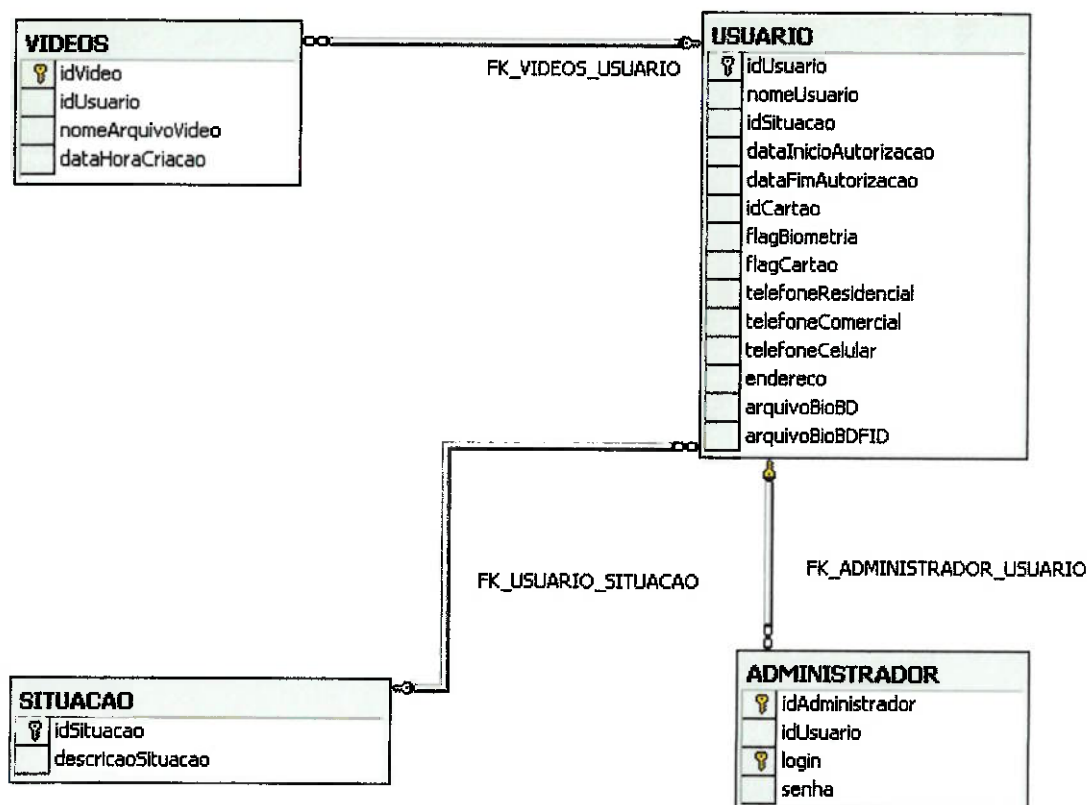 VIDEOS
idVideo
idUsuario
nomeArquivoVideo
dataHoraCriacao
FK_VIDEOS_USUARIO
USUARIO
idUsuario
nomeUsuario
idSituacao
dataInicioAutorizacao
dataFimAutorizacao
idCartao
flagBiometria
flagCartao
telefoneResidencial
telefoneComercial
telefoneCelular
endereco
arquivoBioBD
arquivoBioBDFID
FK_USUARIO_SITUACAO
FK_ADMINISTRADOR_USUARIO
SITUACAO
idSituacao
descricaoSituacao
ADMINISTRADOR
idAdministrador
idUsuario
login
senha